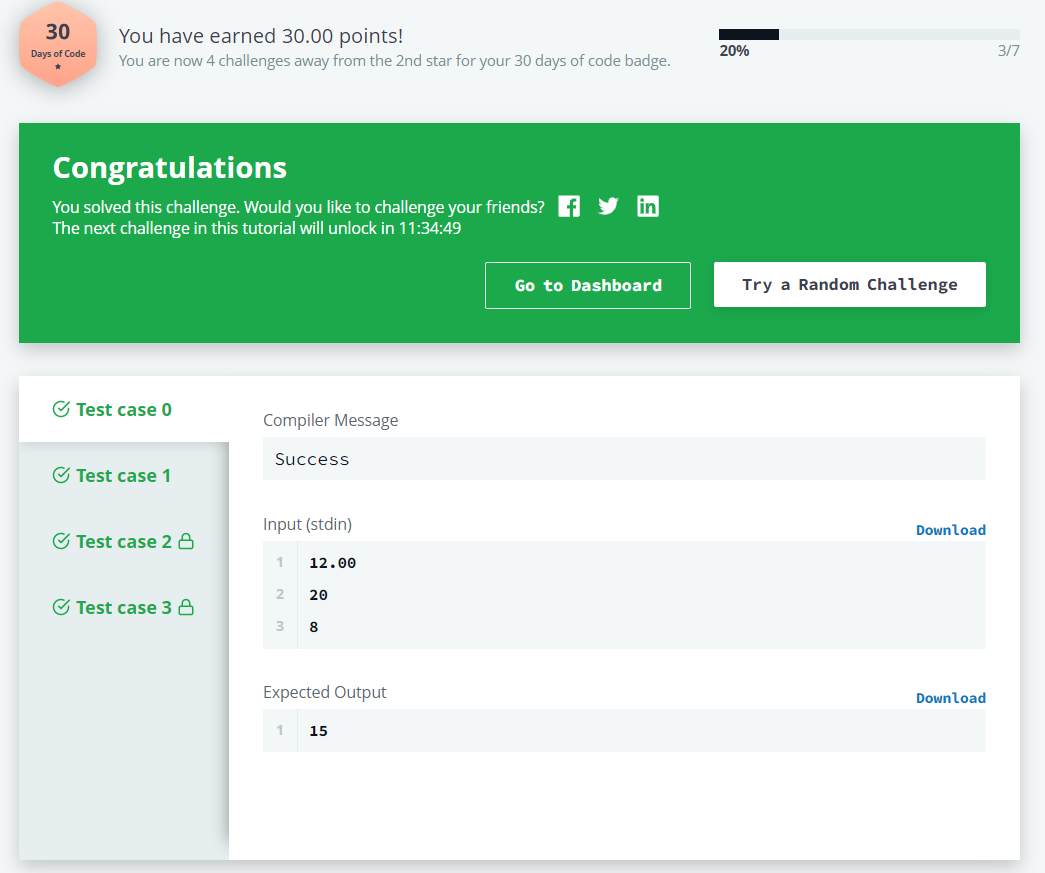 30
Days of Code
You have earned 30.00 points!
You are now 4 challenges away from the 2nd star for your 30 days of code badge.
20%
3/7
Congratulations
You solved this challenge. Would you like to challenge your friends?
The next challenge in this tutorial will unlock in 11:34:49
Go to Dashboard
Try a Random Challenge
Test case 0
Test case 1
Test case 2
Test case 3
Compiler Message
Success
Input (stdin)
Download
1 12.00
2 20
3 8
Expected Output
Download
1 15